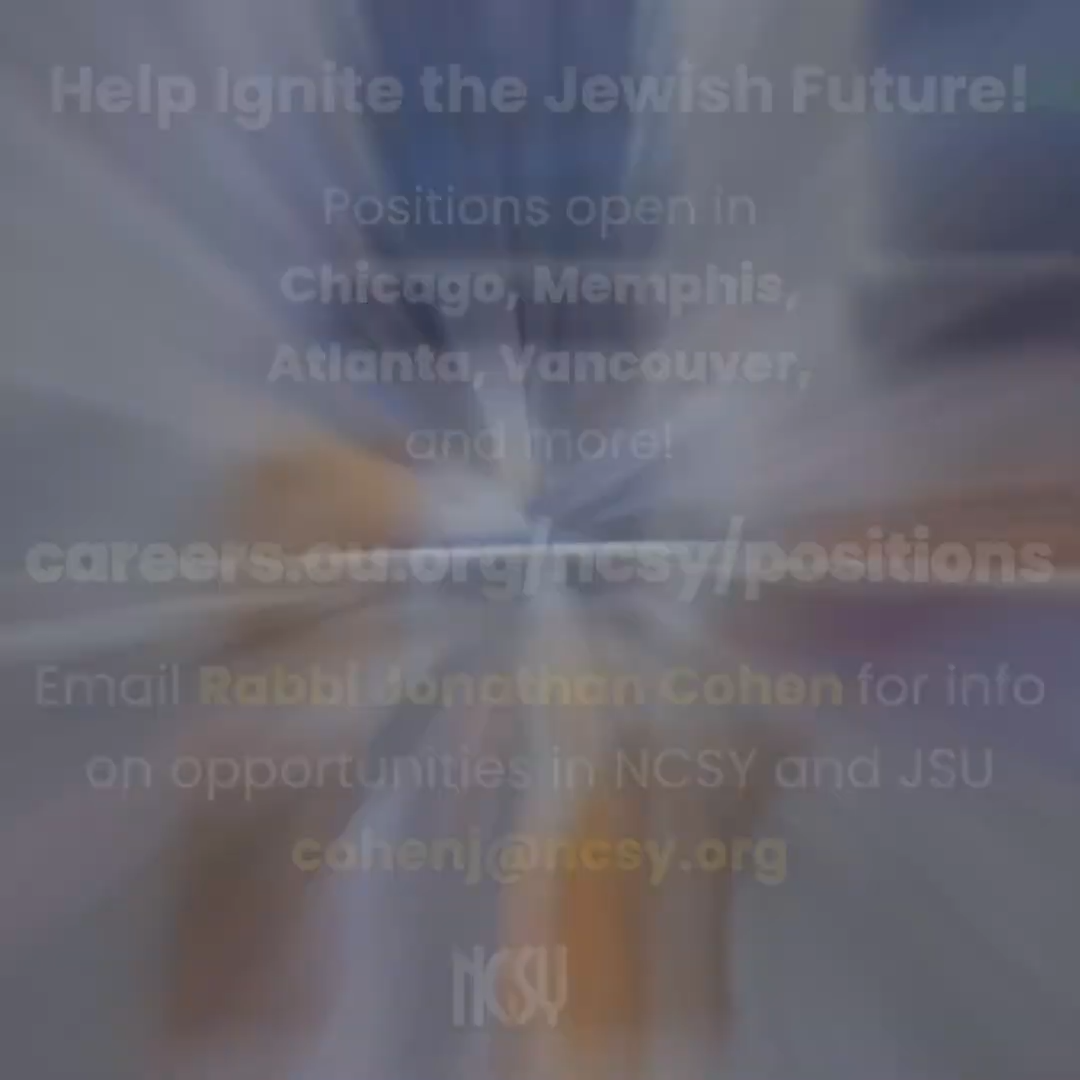 Help Ignite the Jewish Future!
Positions open in
Chicago, Memphis,
Atlanta, Vancouver,
and more!
careers.ou.org/ncsy/positions
Email Rabbi Jonathan Cohen for info
on opportunities in NCSY and JSU
cohenj@ncsy.org
NCSY